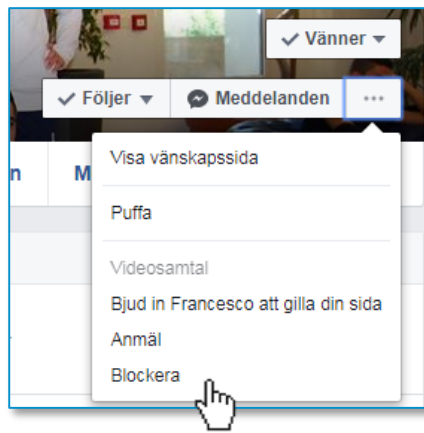 Vänner
Följer
Meddelanden
n
M
Visa vänskapssida
Puffa
Videosamtal
Bjud in Francesco att gilla din sida
Anmäl
Blockera